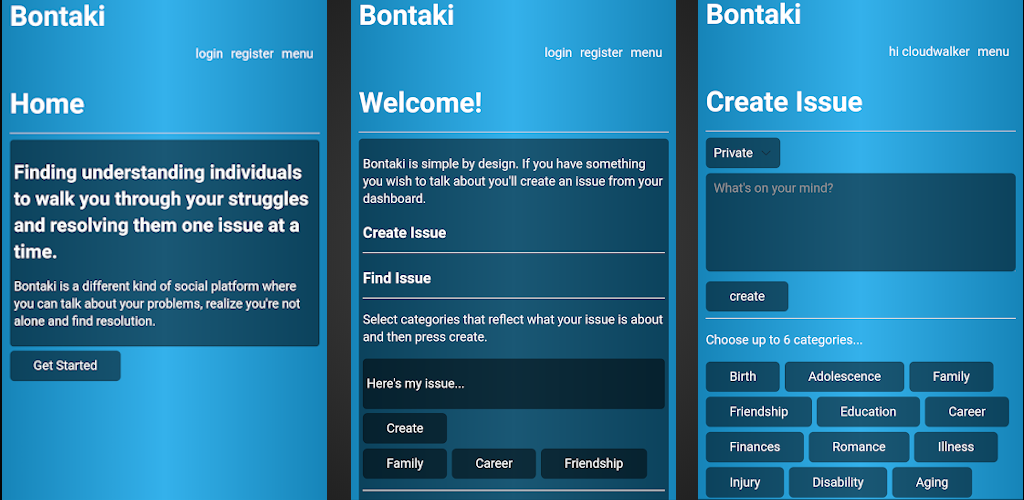 Bontaki
login register menu
Home
Finding understanding individuals
to walk you through your struggles
and resolving them one issue at a
time.
Bontaki is a different kind of social platform where
you can talk about your problems, realize you're not
alone and find resolution.
Get Started
Bontaki
login register menu
Welcome!
Bontaki is simple by design. If you have something
you wish to talk about you'll create an issue from your
dashboard.
Create Issue
Find Issue
Select categories that reflect what your issue is about
and then press create.
Here's my issue...
Create
Family Career Friendship
Bontaki
hi cloudwalker menu
Create Issue
Private
What's on your mind?
create
Choose up to 6 categories...
Birth Adolescence Family
Friendship Education Career
Finances Romance Illness
Injury Disability Aging